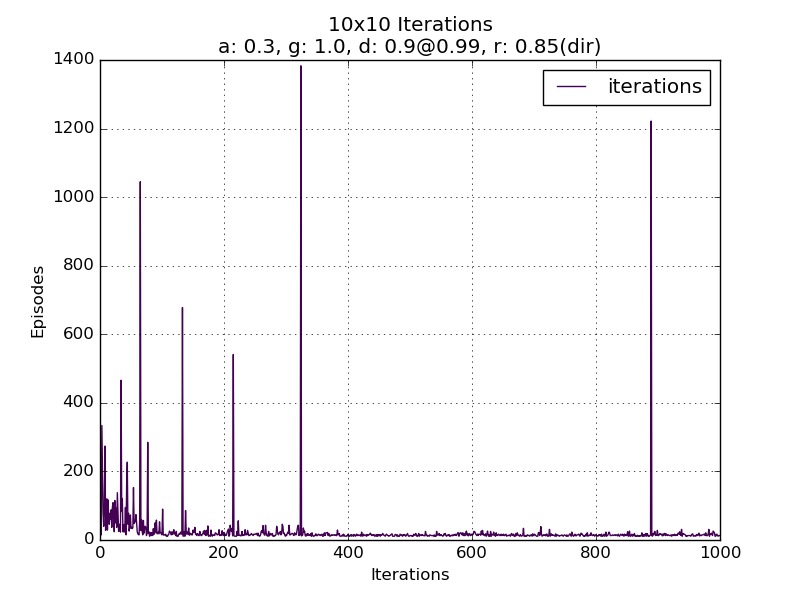 10x10 Iterations
a: 0.3, g: 1.0, d: 0.9@0.99, r: 0.85(dir)
iterations
1400
1200
1000
800
600
400
200
0
Episodes
0 200 400 600 800 1000
Iterations